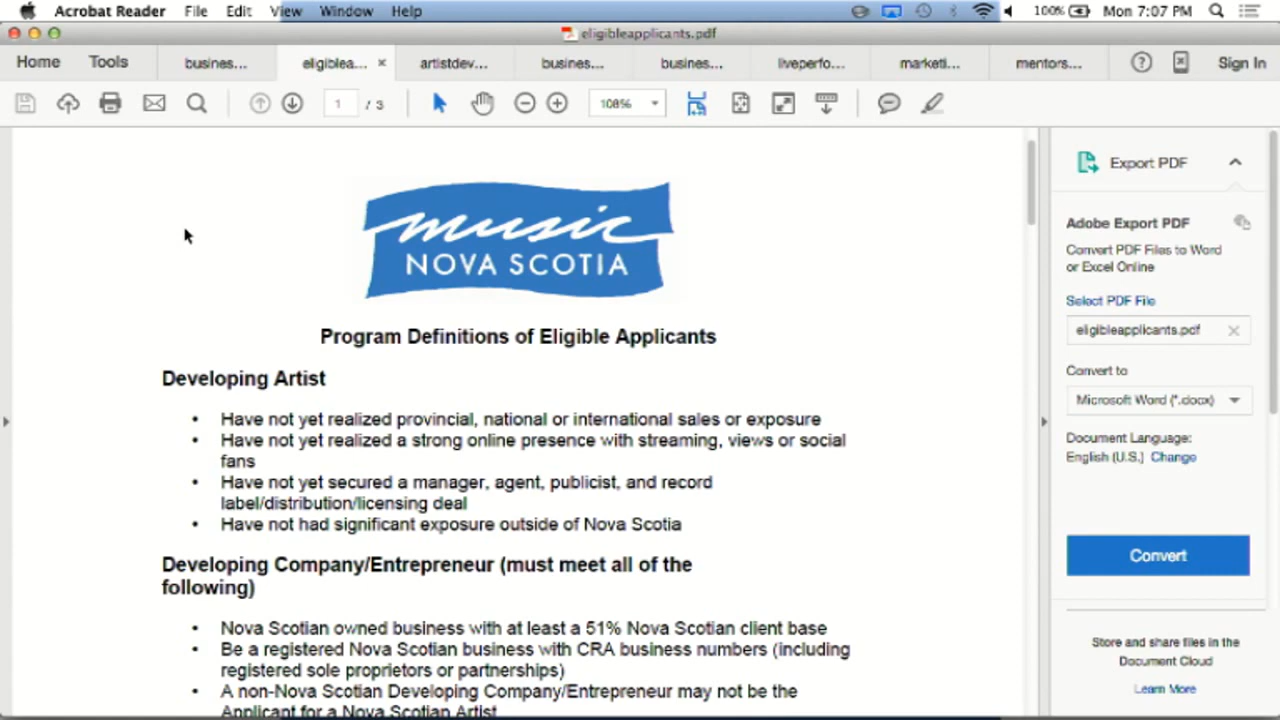 Acrobat Reader File Edit View Window Help 100% Mon 7:07 PM
eligibleapplicants.pdf
Home Tools busines... eligiblea... × artistdev... busines... busines... liveperfo... marketi... mentors... Sign In
1 / 3 108%
Export PDF
music
NOVA SCOTIA
Program Definitions of Eligible Applicants
Developing Artist
• Have not yet realized provincial, national or international sales or exposure
• Have not yet realized a strong online presence with streaming, views or social
fans
• Have not yet secured a manager, agent, publicist, and record
label/distribution/licensing deal
• Have not had significant exposure outside of Nova Scotia
Developing Company/Entrepreneur (must meet all of the
following)
• Nova Scotian owned business with at least a 51% Nova Scotian client base
• Be a registered Nova Scotian business with CRA business numbers (including
registered sole proprietors or partnerships)
• A non-Nova Scotian Developing Company/Entrepreneur may not be the
Applicant for a Nova Scotian Artist
Adobe Export PDF
Convert PDF Files to Word
or Excel Online
Select PDF File
eligibleapplicants.pdf
Convert to
Microsoft Word (*.docx)
Document Language:
English (U.S.) Change
Convert
Store and share files in the
Document Cloud
Learn More